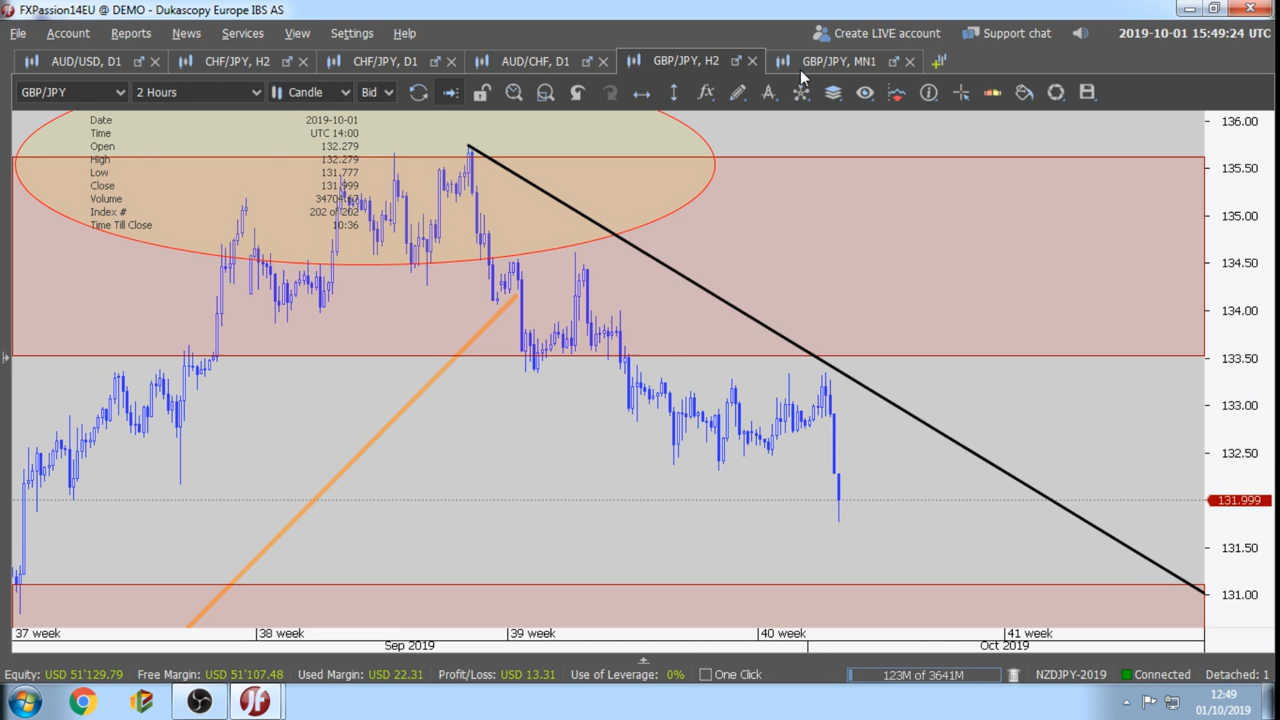 FXPassion14EU @ DEMO - Dukascopy Europe IBS AS
File Account Reports News Services View Settings Help Create LIVE account Support chat 2019-10-01 15:49:24 UTC
AUD/USD, D1 CHF/JPY, H2 CHF/JPY, D1 AUD/CHF, D1 GBP/JPY, H2 GBP/JPY, MN1
GBP/JPY 2 Hours Candle Bid
Date 2019-10-01
Time UTC 14:00
Open 132.279
High 132.279
Low 131.777
Close 131.999
Volume
Index # 202 of 202
Time Till Close 10:36
136.00
135.50
135.00
134.50
134.00
133.50
133.00
132.50
131.999
131.50
131.00
37 week 38 week 39 week 40 week 41 week
Sep 2019 Oct 2019
Equity: USD 51'129.79 Free Margin: USD 51'107.48 Used Margin: USD 22.31 Profit/Loss: USD 13.31 Use of Leverage: 0% One Click 123M of 3641M NZDJPY-2019 Connected Detached: 1
12:49
01/10/2019